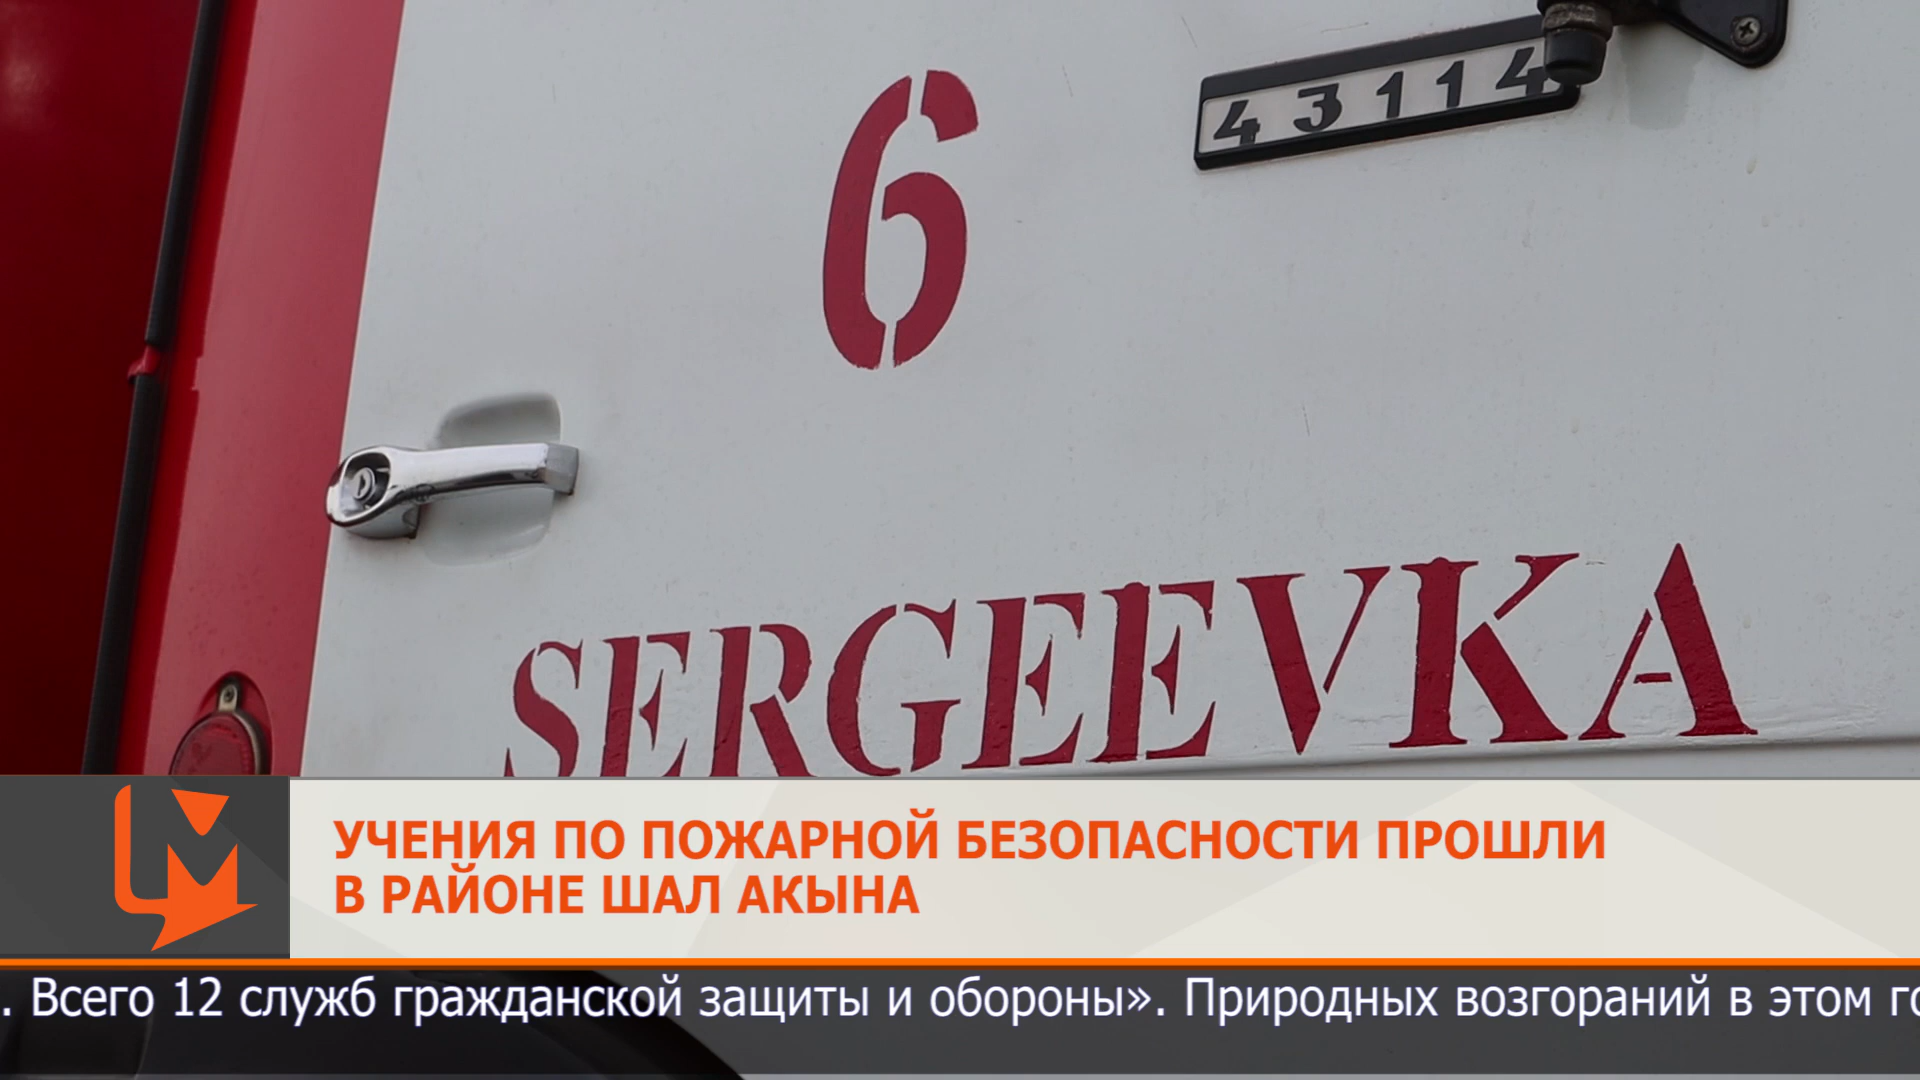 6
43114
SERGEEVKA
УЧЕНИЯ ПО ПОЖАРНОЙ БЕЗОПАСНОСТИ ПРОШЛИ
В РАЙОНЕ ШАЛ АКЫНА
. Всего 12 служб гражданской защиты и обороны». Природных возгораний в этом го